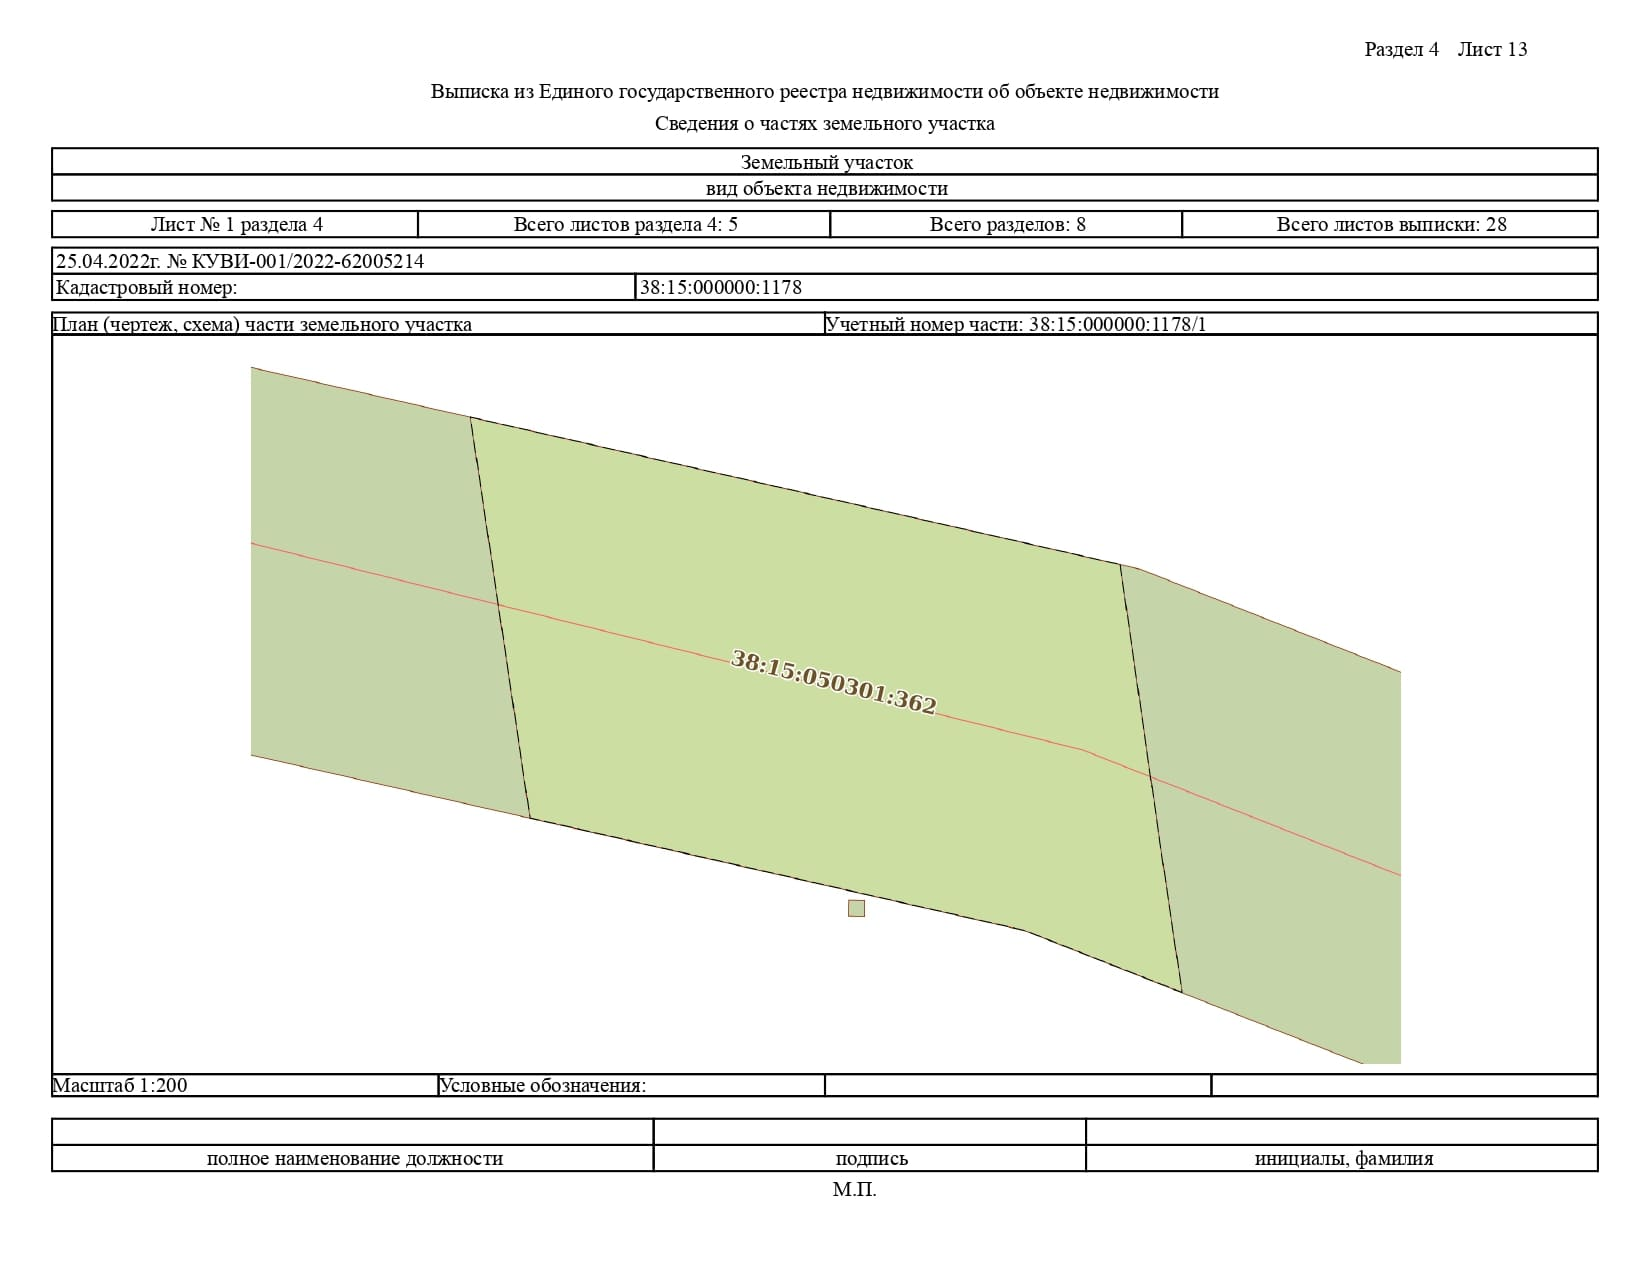 Раздел 4 Лист 13
Выписка из Единого государственного реестра недвижимости об объекте недвижимости
Сведения о частях земельного участка
Земельный участок
вид объекта недвижимости
Лист № 1 раздела 4 Всего листов раздела 4: 5 Всего разделов: 8 Всего листов выписки: 28
25.04.2022г. № КУВИ-001/2022-62005214
Кадастровый номер: 38:15:000000:1178
План (чертеж, схема) части земельного участка Учетный номер части: 38:15:000000:1178/1
38:15:050301:362
Масштаб 1:200 Условные обозначения:
полное наименование должности подпись инициалы, фамилия
М.П.